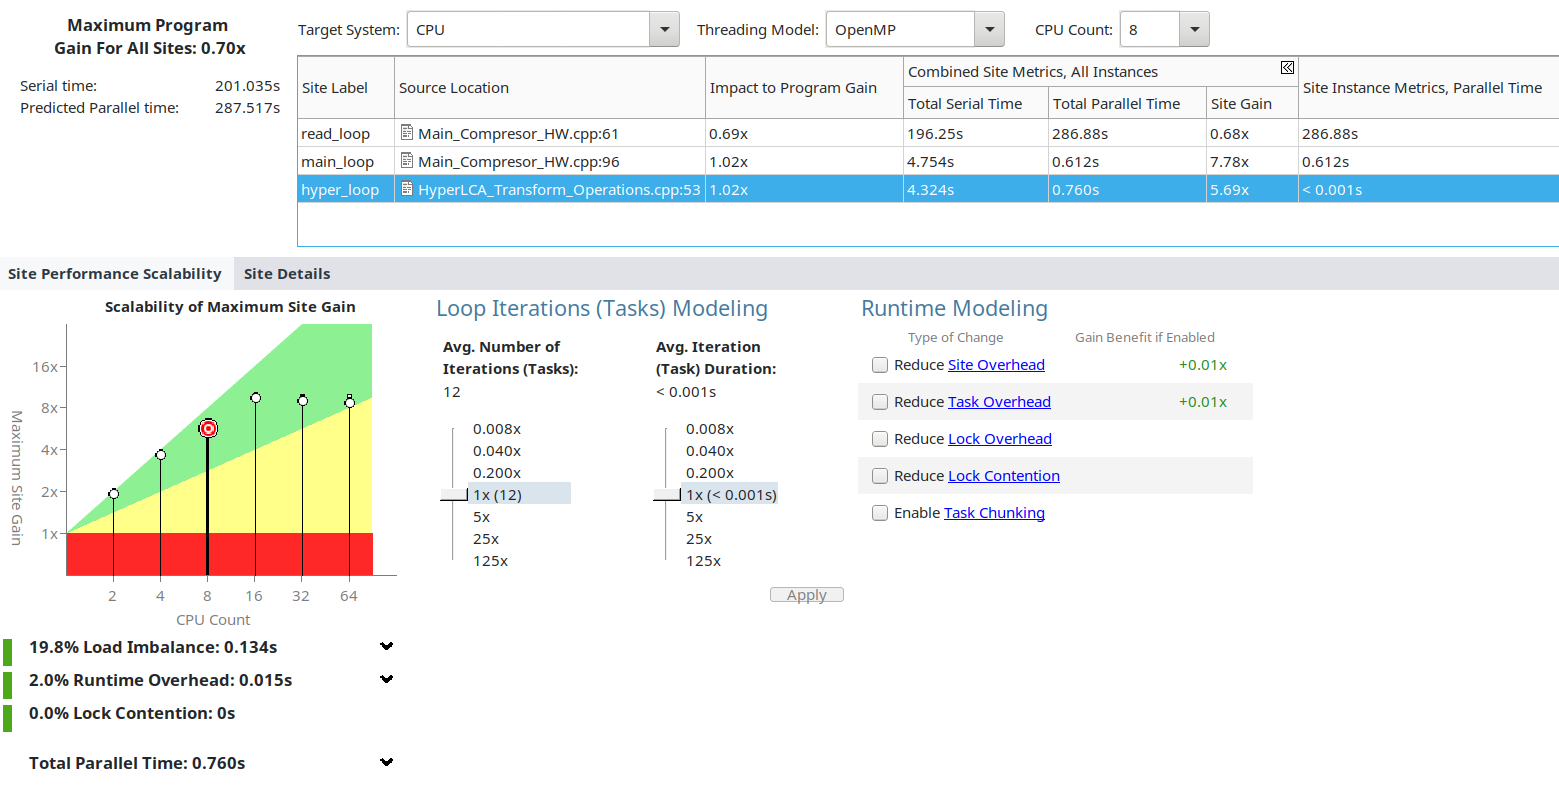 Maximum Program
Gain For All Sites: 0.70x
Serial time: 201.035s
Predicted Parallel time: 287.517s
Target System: CPU Threading Model: OpenMP CPU Count: 8
Site Label Source Location Impact to Program Gain Combined Site Metrics, All Instances Site Instance Metrics, Parallel Time
Total Serial Time Total Parallel Time Site Gain
read_loop Main_Compresor_HW.cpp:61 0.69x 196.25s 286.88s 0.68x 286.88s
main_loop Main_Compresor_HW.cpp:96 1.02x 4.754s 0.612s 7.78x 0.612s
hyper_loop HyperLCA_Transform_Operations.cpp:53 1.02x 4.324s 0.760s 5.69x < 0.001s
Site Performance Scalability Site Details
Scalability of Maximum Site Gain
Maximum Site Gain
16x
8x
4x
2x
1x
2 4 8 16 32 64
CPU Count
19.8% Load Imbalance: 0.134s
2.0% Runtime Overhead: 0.015s
0.0% Lock Contention: 0s
Total Parallel Time: 0.760s
Loop Iterations (Tasks) Modeling
Avg. Number of
Iterations (Tasks):
12
0.008x
0.040x
0.200x
1x (12)
5x
25x
125x
Avg. Iteration
(Task) Duration:
< 0.001s
0.008x
0.040x
0.200x
1x (< 0.001s)
5x
25x
125x
Apply
Runtime Modeling
Type of Change Gain Benefit if Enabled
Reduce Site Overhead +0.01x
Reduce Task Overhead +0.01x
Reduce Lock Overhead
Reduce Lock Contention
Enable Task Chunking